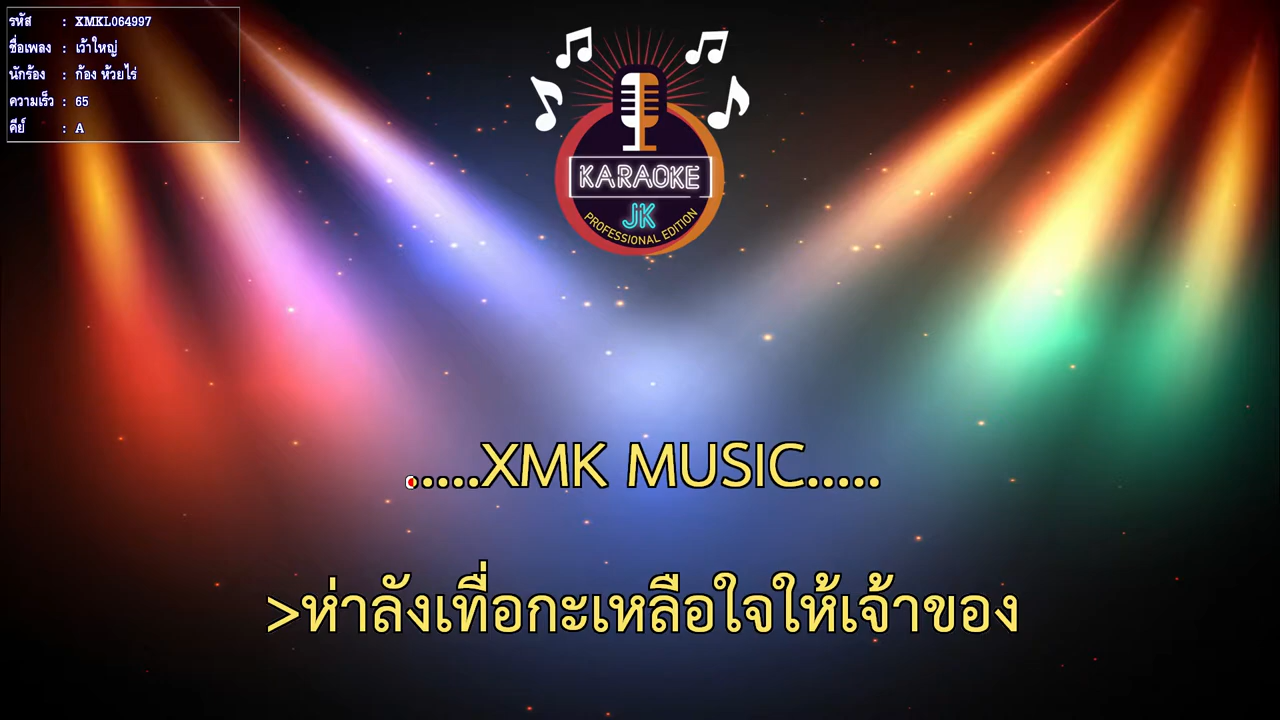 รหัส : XMKL064997
ชื่อเพลง : เว้าใหญ่
นักร้อง : ก้อง ห้วยไร่
ความเร็ว : 65
คีย์ : A
KARAOKE
JK
PROFESSIONAL EDITION
.....XMK MUSIC.....
>ห่าลังเทื่อกะเหลือใจให้เจ้าของ